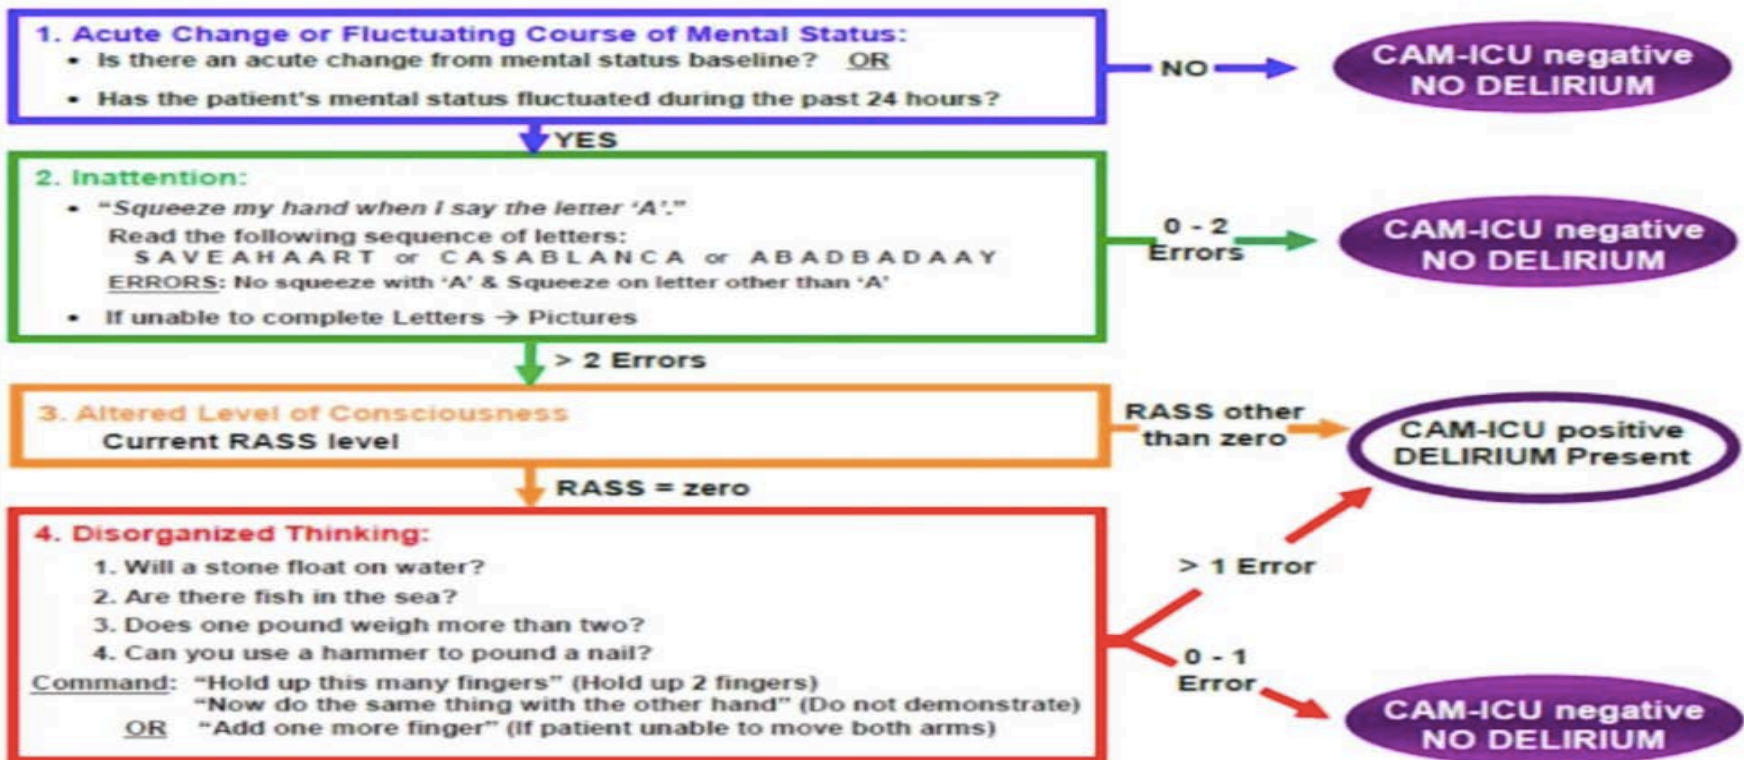 1. Acute Change or Fluctuating Course of Mental Status:
• Is there an acute change from mental status baseline? OR
• Has the patient's mental status fluctuated during the past 24 hours?
NO
CAM-ICU negative
NO DELIRIUM
YES
2. Inattention:
• "Squeeze my hand when I say the letter 'A'."
Read the following sequence of letters:
S A V E A H A A R T or C A S A B L A N C A or A B A D B A D A A Y
ERRORS: No squeeze with 'A' & Squeeze on letter other than 'A'
• If unable to complete Letters → Pictures
0 - 2
Errors
CAM-ICU negative
NO DELIRIUM
> 2 Errors
3. Altered Level of Consciousness
Current RASS level
RASS other
than zero
CAM-ICU positive
DELIRIUM Present
RASS = zero
4. Disorganized Thinking:
1. Will a stone float on water?
2. Are there fish in the sea?
3. Does one pound weigh more than two?
4. Can you use a hammer to pound a nail?
Command: "Hold up this many fingers" (Hold up 2 fingers)
"Now do the same thing with the other hand" (Do not demonstrate)
OR "Add one more finger" (If patient unable to move both arms)
> 1 Error
0 - 1
Error
CAM-ICU negative
NO DELIRIUM